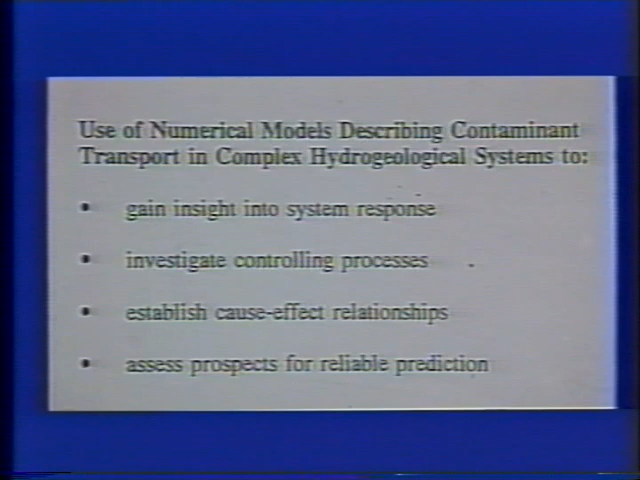 Use of Numerical Models Describing Contaminant
Transport in Complex Hydrogeological Systems to:
• gain insight into system response
• investigate controlling processes
• establish cause-effect relationships
• assess prospects for reliable prediction